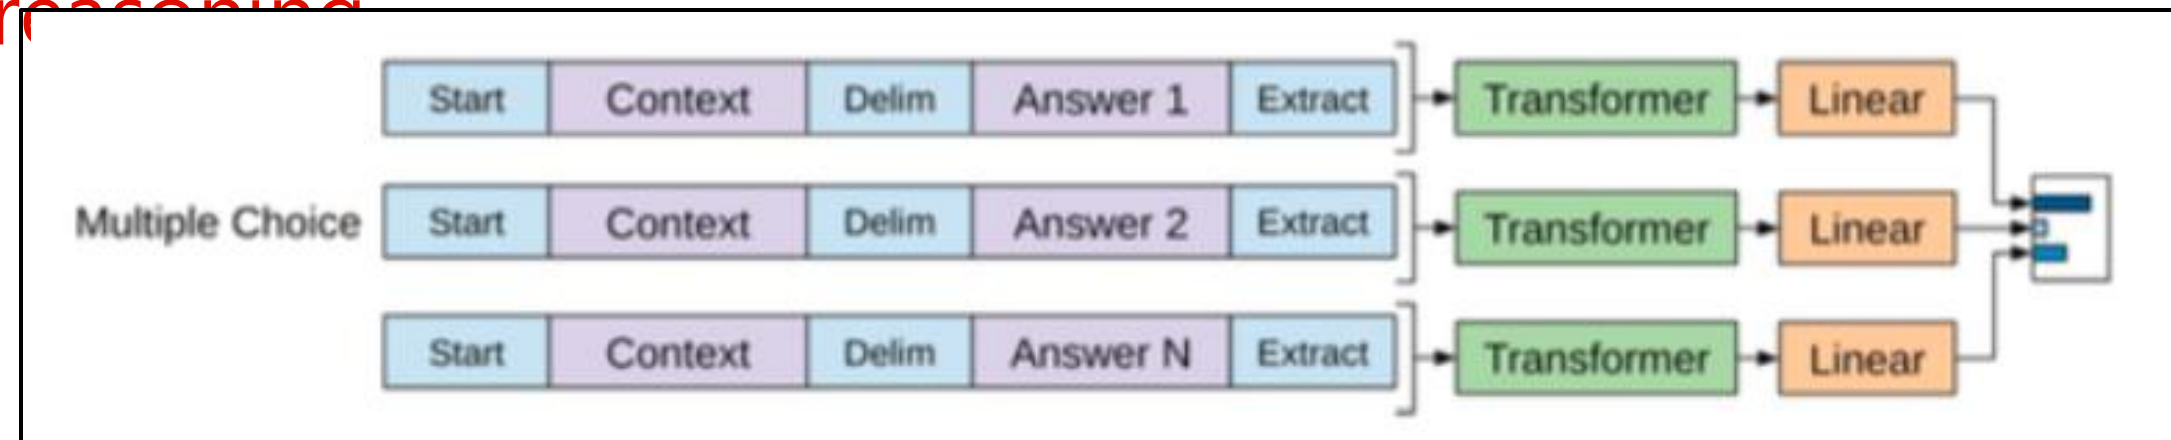 reasoning
Start Context Delim Answer 1 Extract Transformer Linear
Multiple Choice Start Context Delim Answer 2 Extract Transformer Linear
Start Context Delim Answer N Extract Transformer Linear